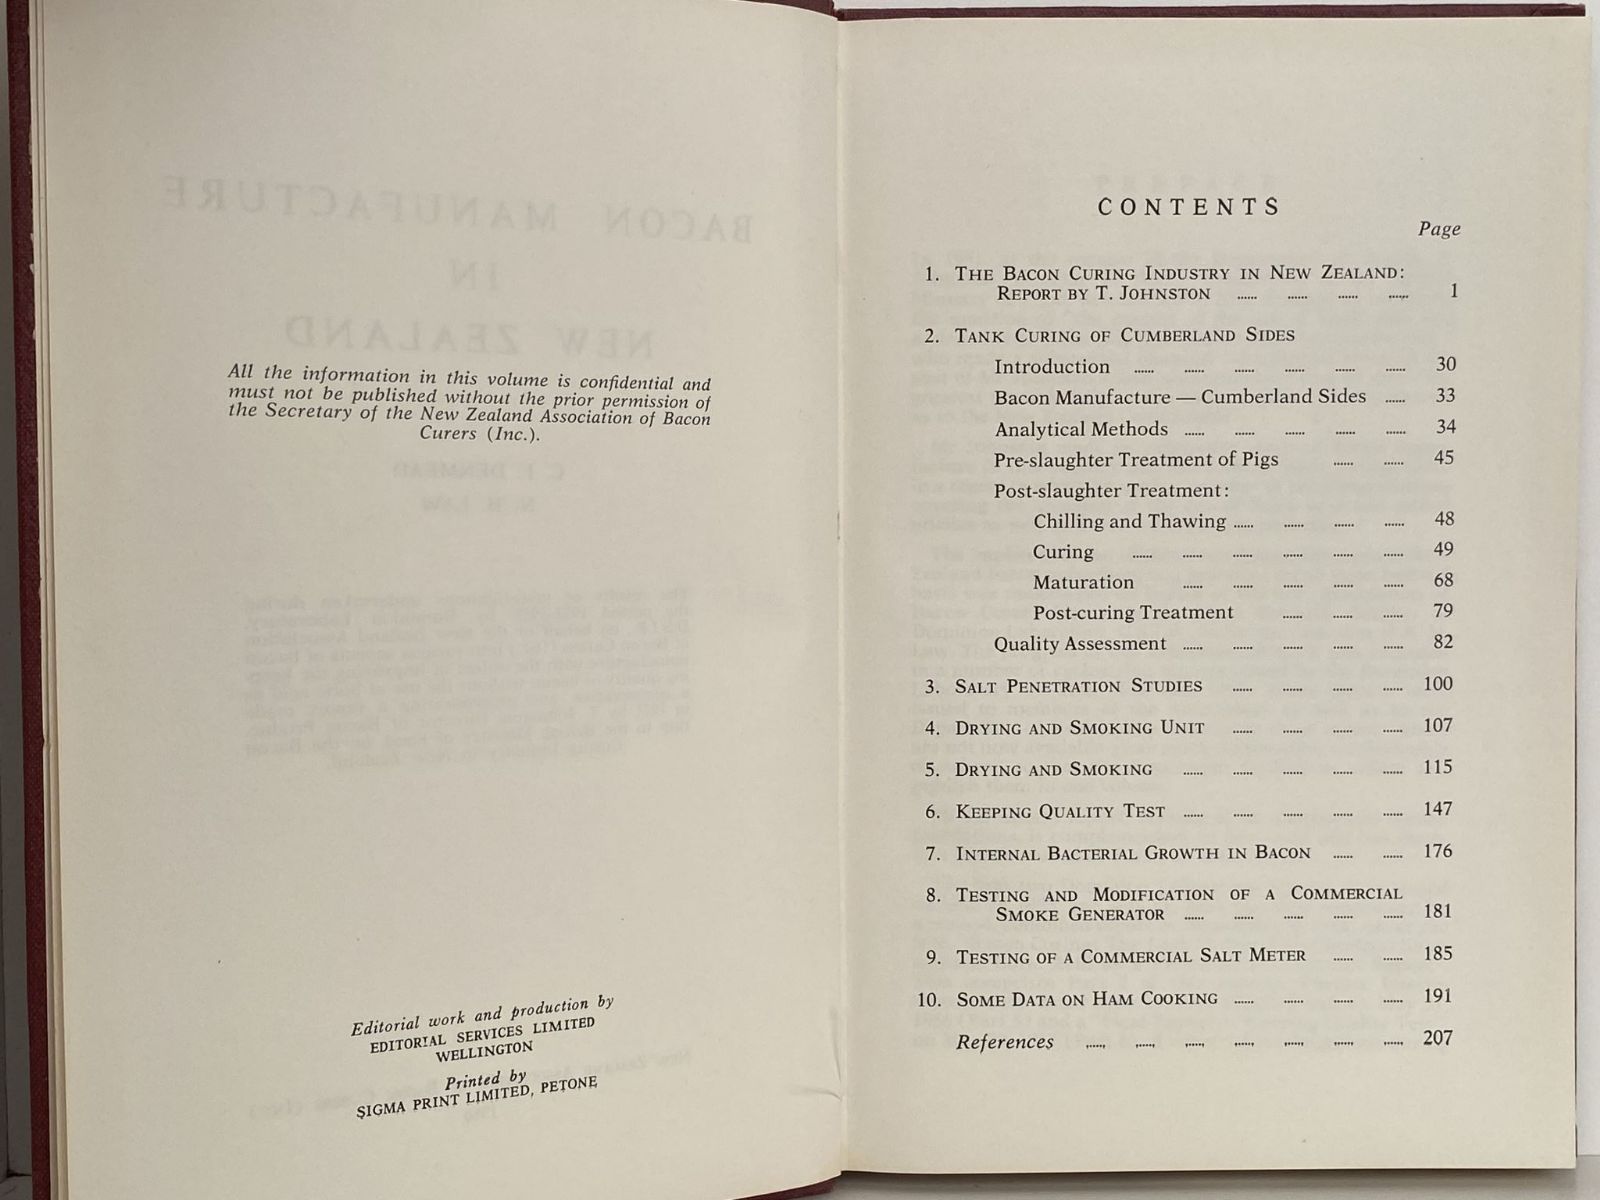 All the information in this volume is confidential and
must not be published without the prior permission of
the Secretary of the New Zealand Association of Bacon
Curers (Inc.).
Editorial work and production by
EDITORIAL SERVICES LIMITED
WELLINGTON
Printed by
SIGMA PRINT LIMITED, PETONE
CONTENTS
Page
1. THE BACON CURING INDUSTRY IN NEW ZEALAND:
REPORT BY T. JOHNSTON ...... ...... ...... ...... 1
2. TANK CURING OF CUMBERLAND SIDES
Introduction ...... ...... ...... ...... ...... ...... 30
Bacon Manufacture — Cumberland Sides ...... 33
Analytical Methods ...... ...... ...... ...... ...... 34
Pre-slaughter Treatment of Pigs ...... ...... 45
Post-slaughter Treatment:
Chilling and Thawing ...... ...... ...... ...... 48
Curing ...... ...... ...... ...... ...... ...... 49
Maturation ...... ...... ...... ...... ...... 68
Post-curing Treatment ...... ...... ...... 79
Quality Assessment ...... ...... ...... ...... ...... 82
3. SALT PENETRATION STUDIES ...... ...... ...... ...... 100
4. DRYING AND SMOKING UNIT ...... ...... ...... ...... 107
5. DRYING AND SMOKING ...... ...... ...... ...... ...... 115
6. KEEPING QUALITY TEST ...... ...... ...... ...... ...... 147
7. INTERNAL BACTERIAL GROWTH IN BACON ...... ...... 176
8. TESTING AND MODIFICATION OF A COMMERCIAL
SMOKE GENERATOR ...... ...... ...... ...... ...... 181
9. TESTING OF A COMMERCIAL SALT METER ...... ...... 185
10. SOME DATA ON HAM COOKING ...... ...... ...... ...... 191
References ...... ...... ...... ...... ...... ...... ...... 207